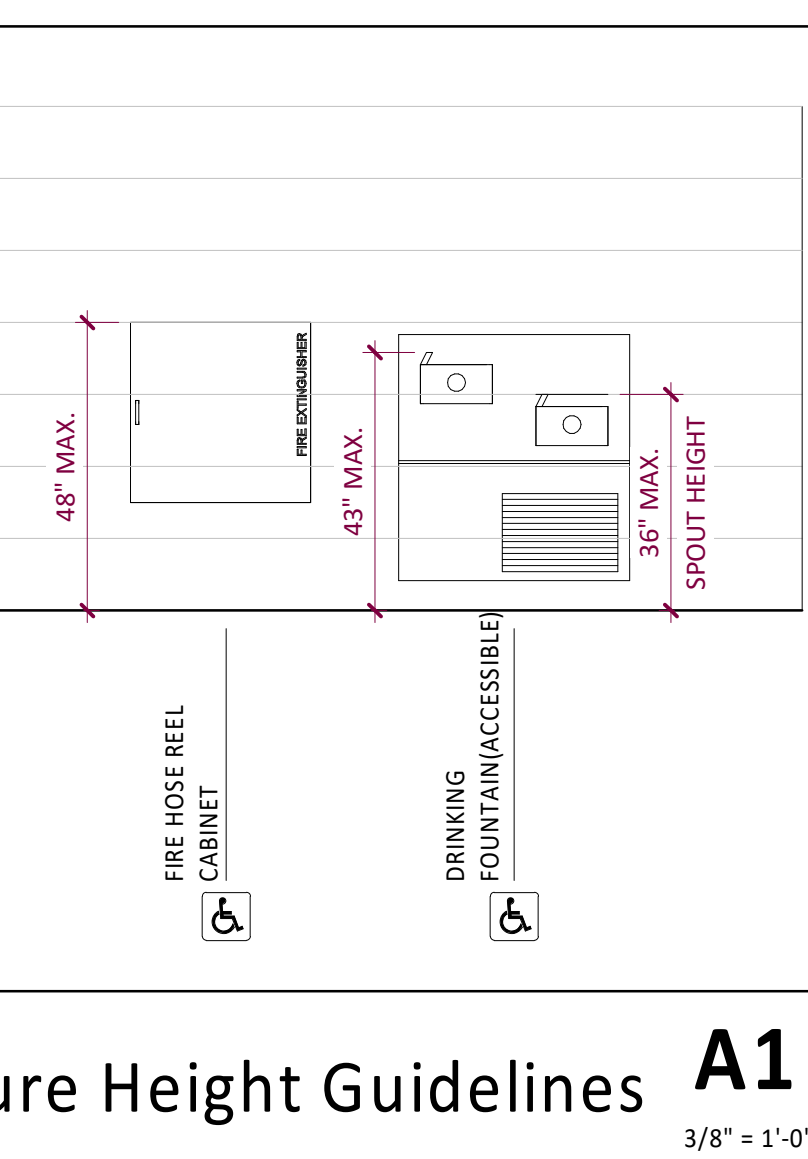 48" MAX.
FIRE EXTINGUISHER
43" MAX.
36" MAX.
SPOUT HEIGHT
FIRE HOSE REEL
CABINET
DRINKING
FOUNTAIN(ACCESSIBLE)
Height Guidelines
A1
3/8" = 1'-0"